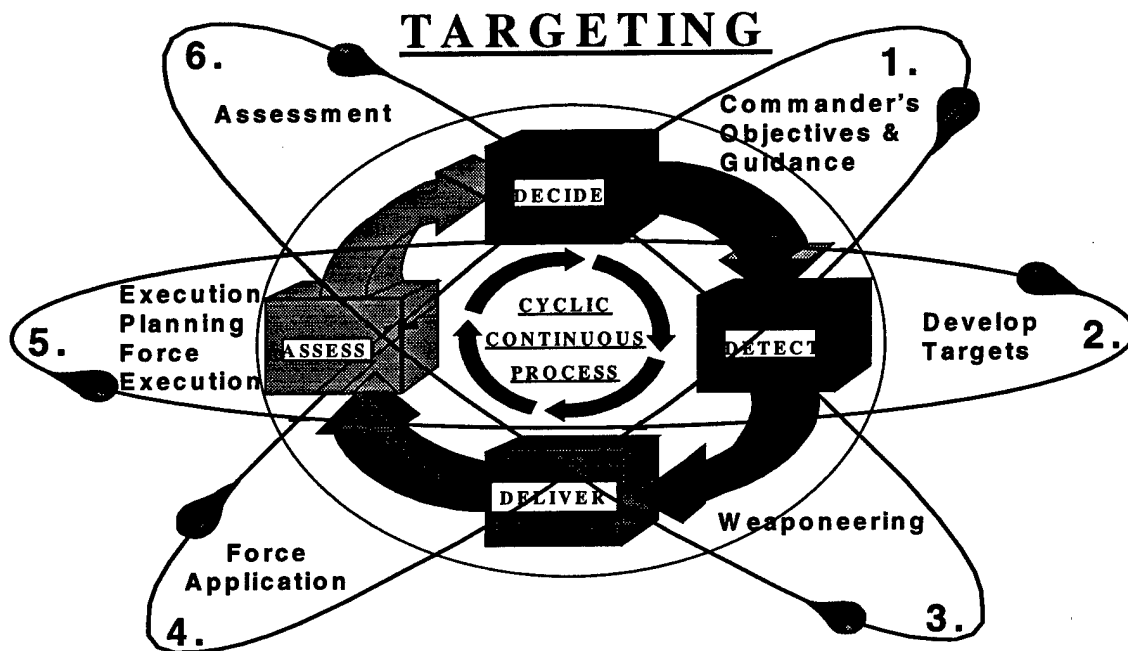 TARGETING
1.
Commander's
Objectives &
Guidance
2.
Develop
Targets
3.
Weaponeering
4.
Force
Application
5.
Execution
Planning
Force
Execution
6.
Assessment
DECIDE
DETECT
DELIVER
ASSESS
CYCLIC
CONTINUOUS
PROCESS